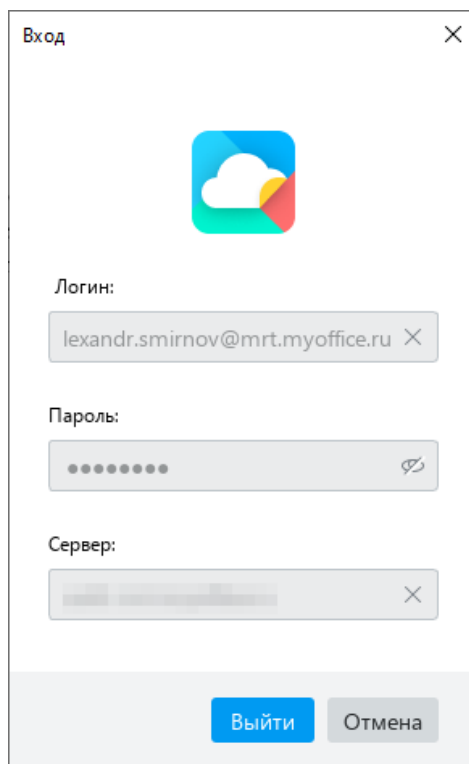 Вход
Логин:
lexandr.smirnov@mrt.myoffice.ru
Пароль:
Сервер:
Выйти
Отмена